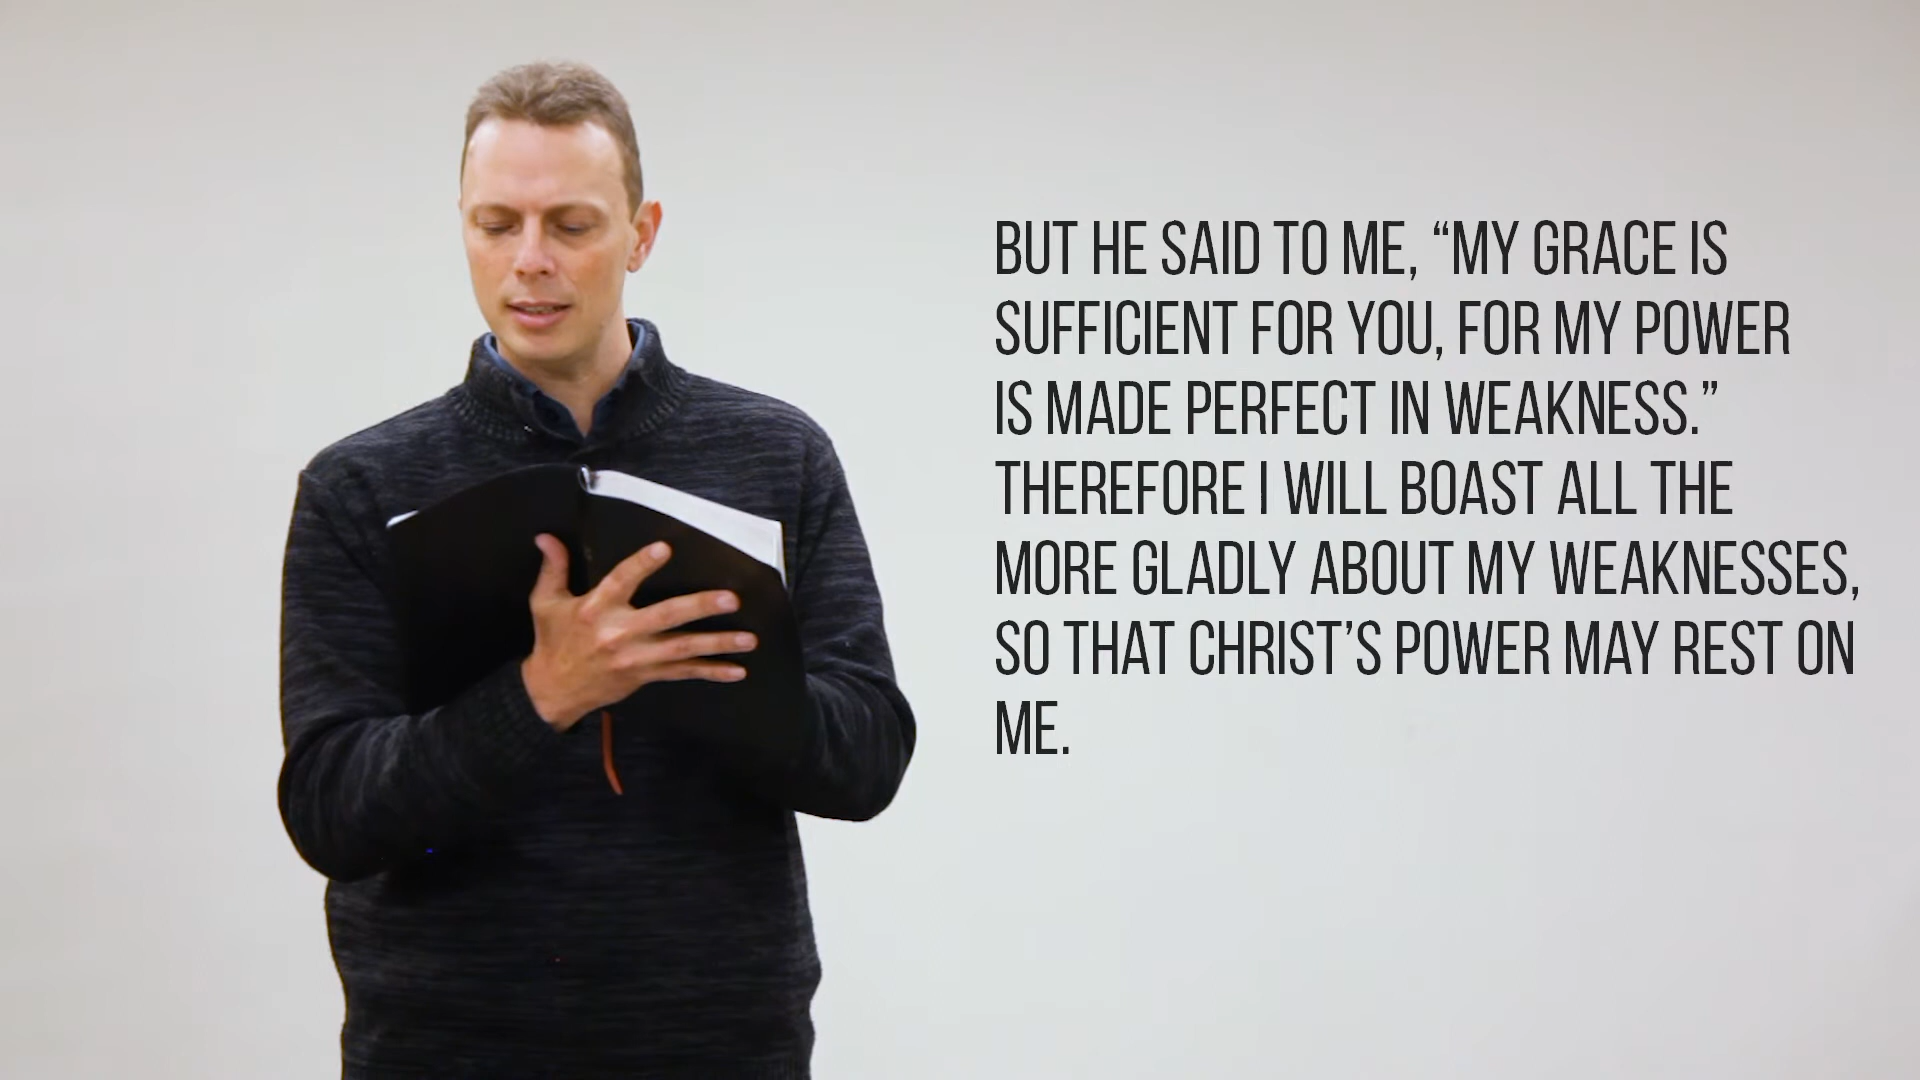 BUT HE SAID TO ME, “MY GRACE IS
SUFFICIENT FOR YOU, FOR MY POWER
IS MADE PERFECT IN WEAKNESS.”
THEREFORE I WILL BOAST ALL THE
MORE GLADLY ABOUT MY WEAKNESSES,
SO THAT CHRIST’S POWER MAY REST ON
ME.